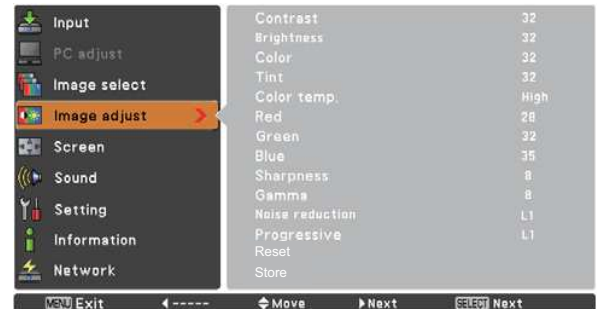 Input
PC adjust
Image select
Image adjust
Screen
Sound
Setting
Information
Network
Contrast 32
Brightness 32
Color 32
Tint 32
Color temp. High
Red 28
Green 32
Blue 35
Sharpness 8
Gamma 8
Noise reduction L1
Progressive L1
Reset
Store
MENU Exit ◀ ----- ◆Move ▶Next SELECT Next